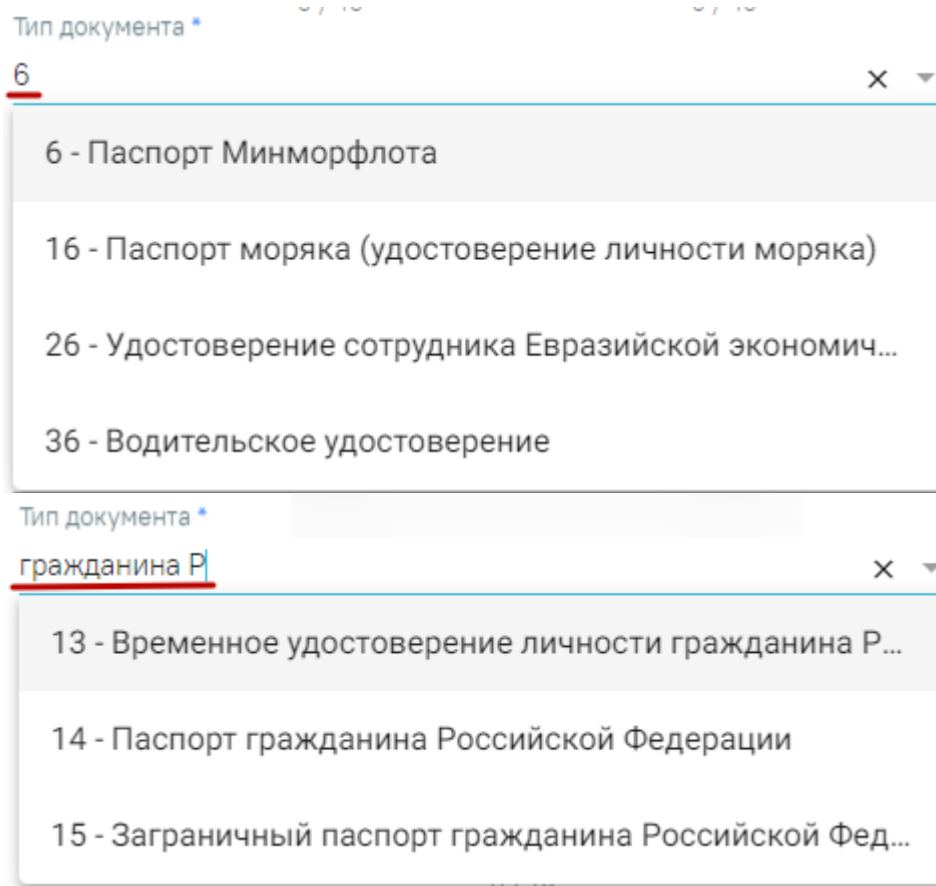 Тип документа *
6
6 - Паспорт Минморфлота
16 - Паспорт моряка (удостоверение личности моряка)
26 - Удостоверение сотрудника Евразийской экономич...
36 - Водительское удостоверение
Тип документа *
гражданина Р
13 - Временное удостоверение личности гражданина Р...
14 - Паспорт гражданина Российской Федерации
15 - Заграничный паспорт гражданина Российской Фед...